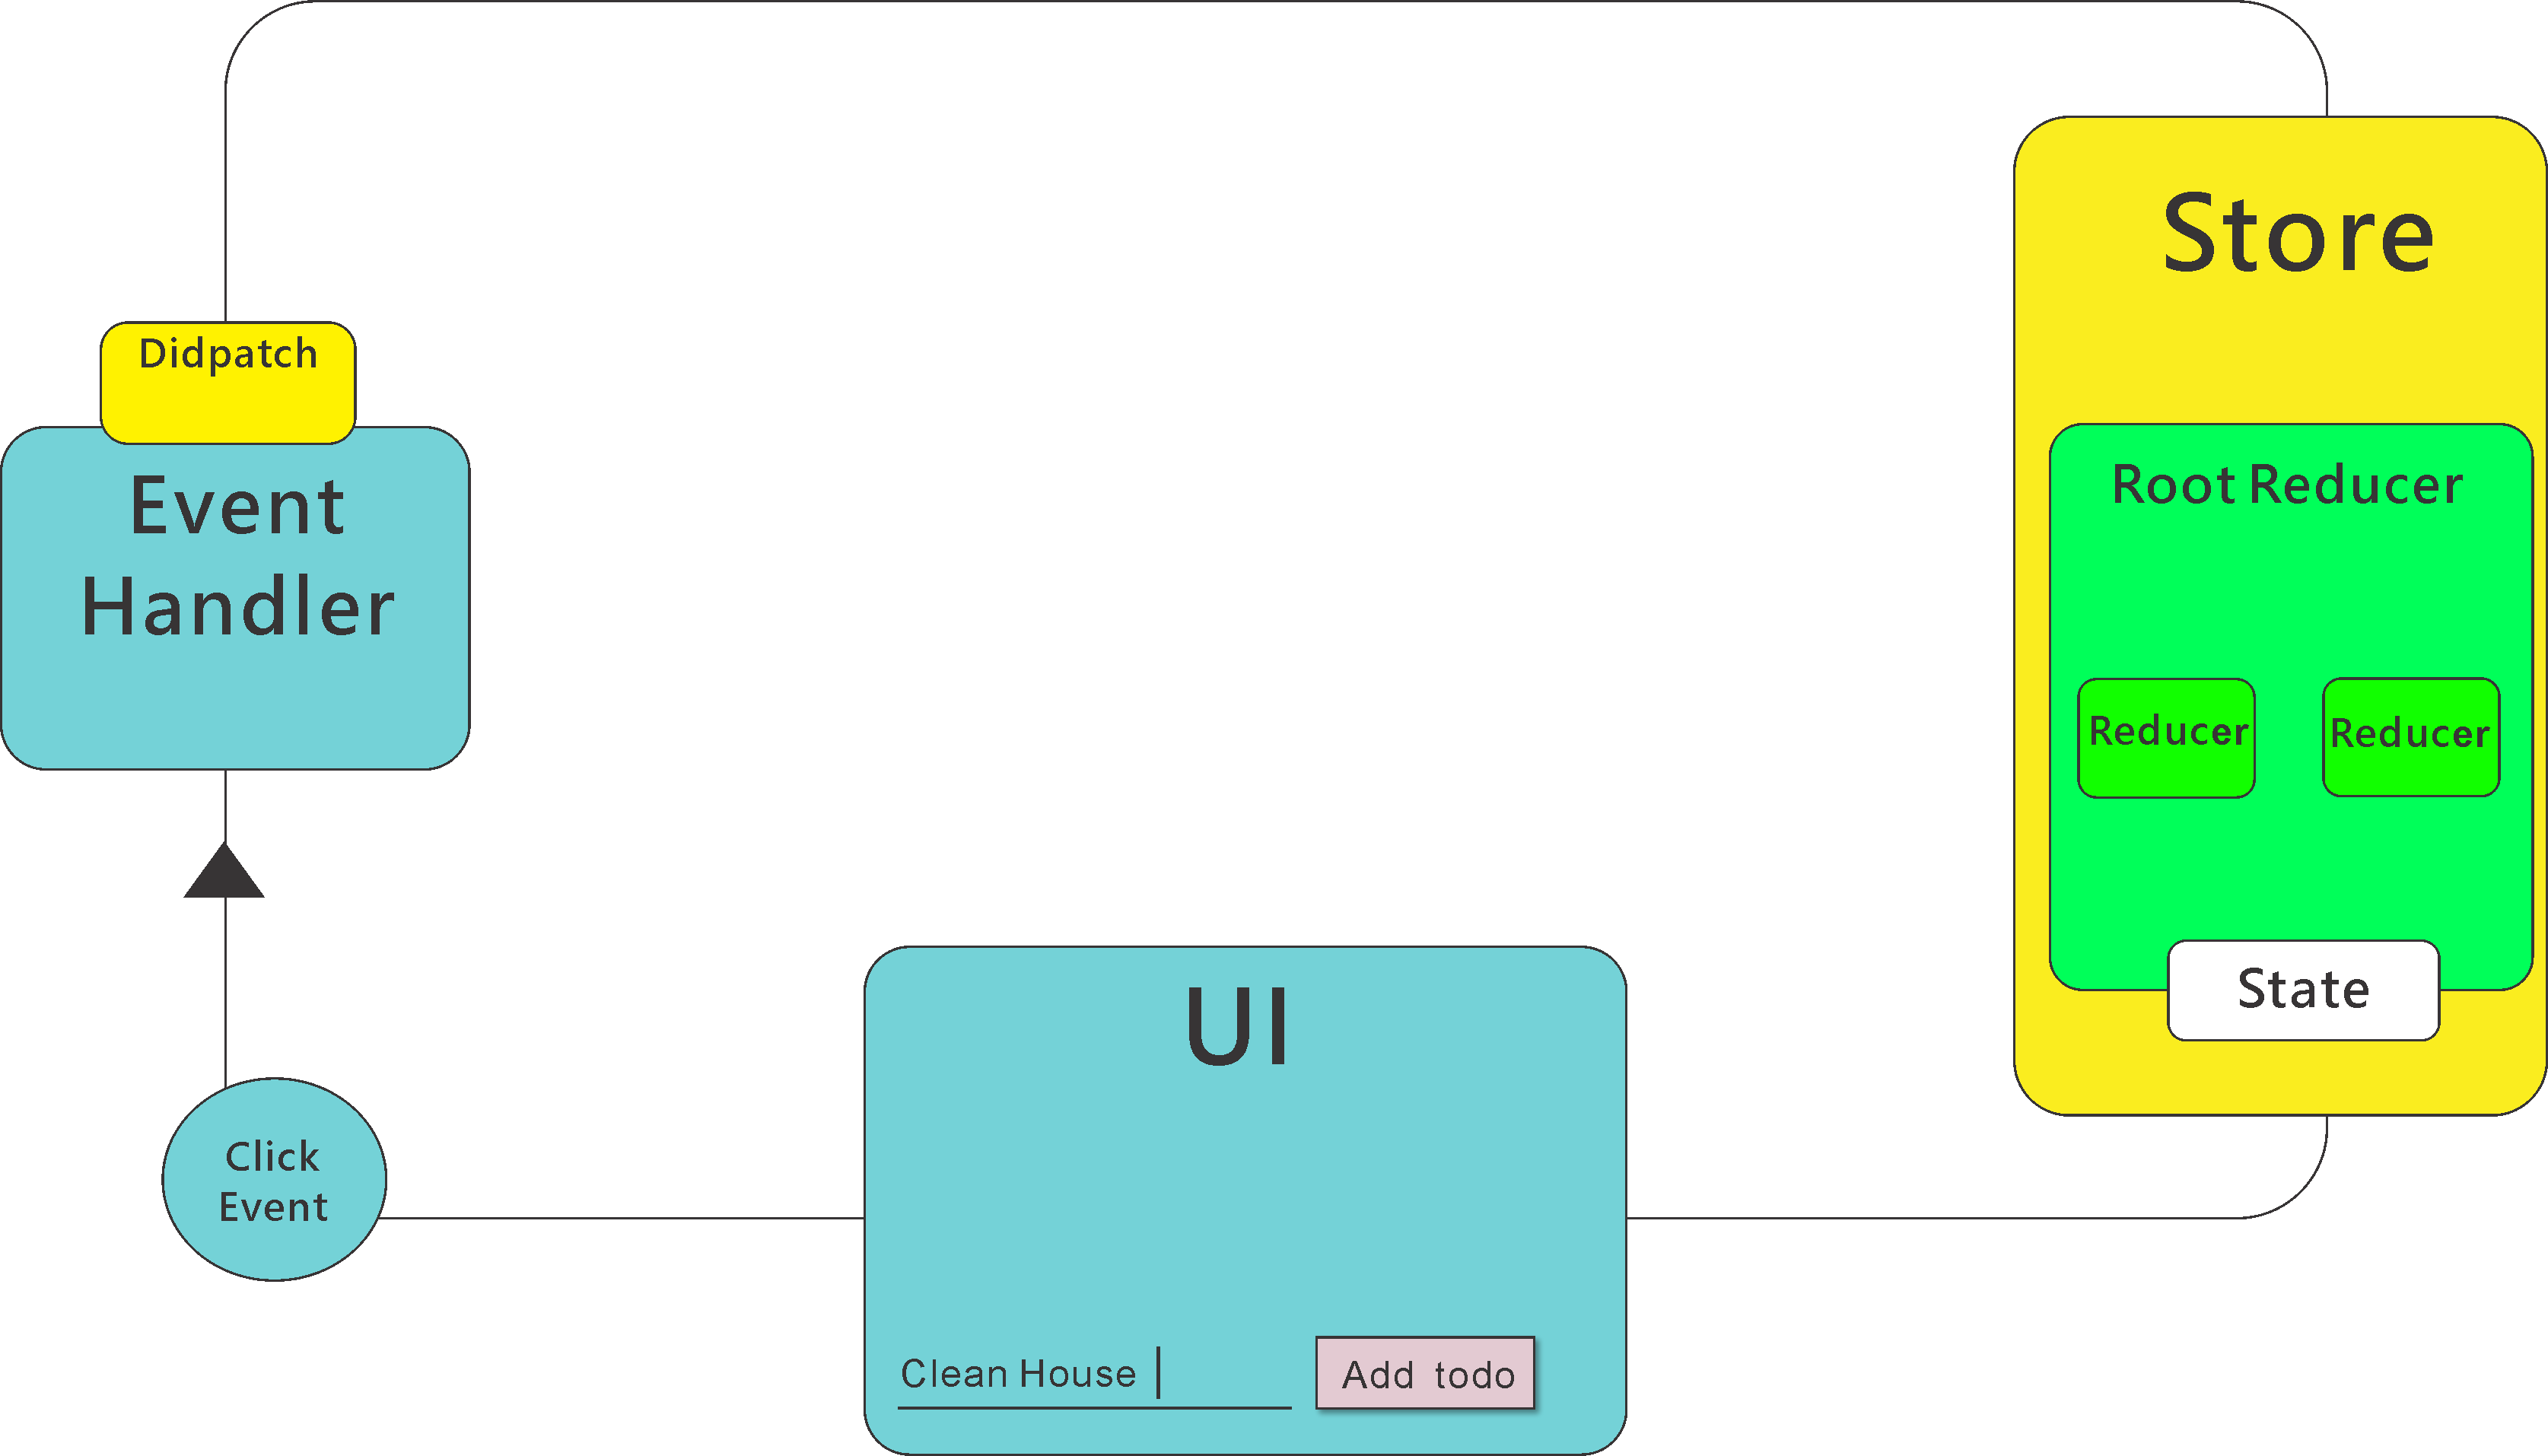 Store
Didpatch
Event
Handler
Root Reducer
Reducer
Reducer
State
UI
Click
Event
Clean House
Add todo